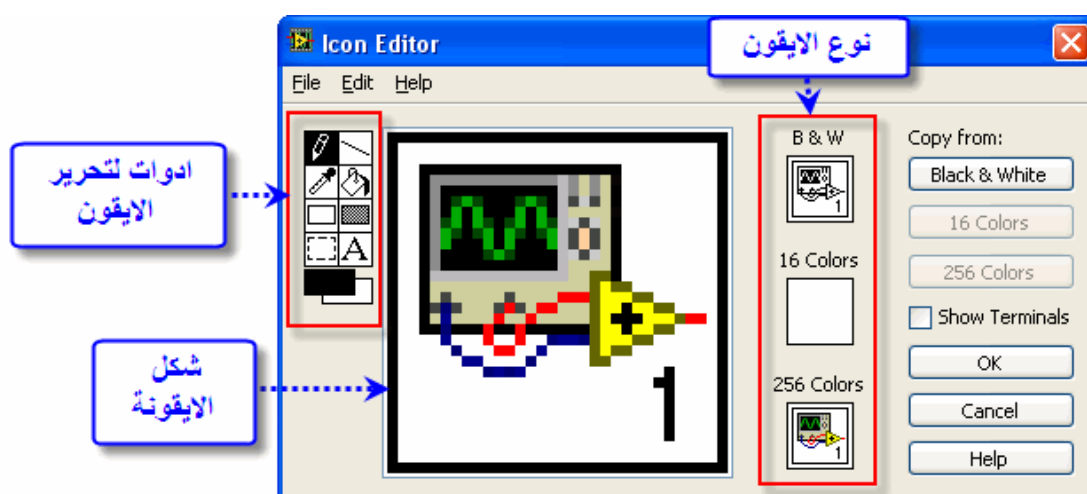 Icon Editor
نوع الايقون
File Edit Help
ادوات لتحرير
الايقون
A
شكل
الايقونة
1
B & W
1
16 Colors
256 Colors
1
Copy from:
Black & White
16 Colors
256 Colors
Show Terminals
OK
Cancel
Help